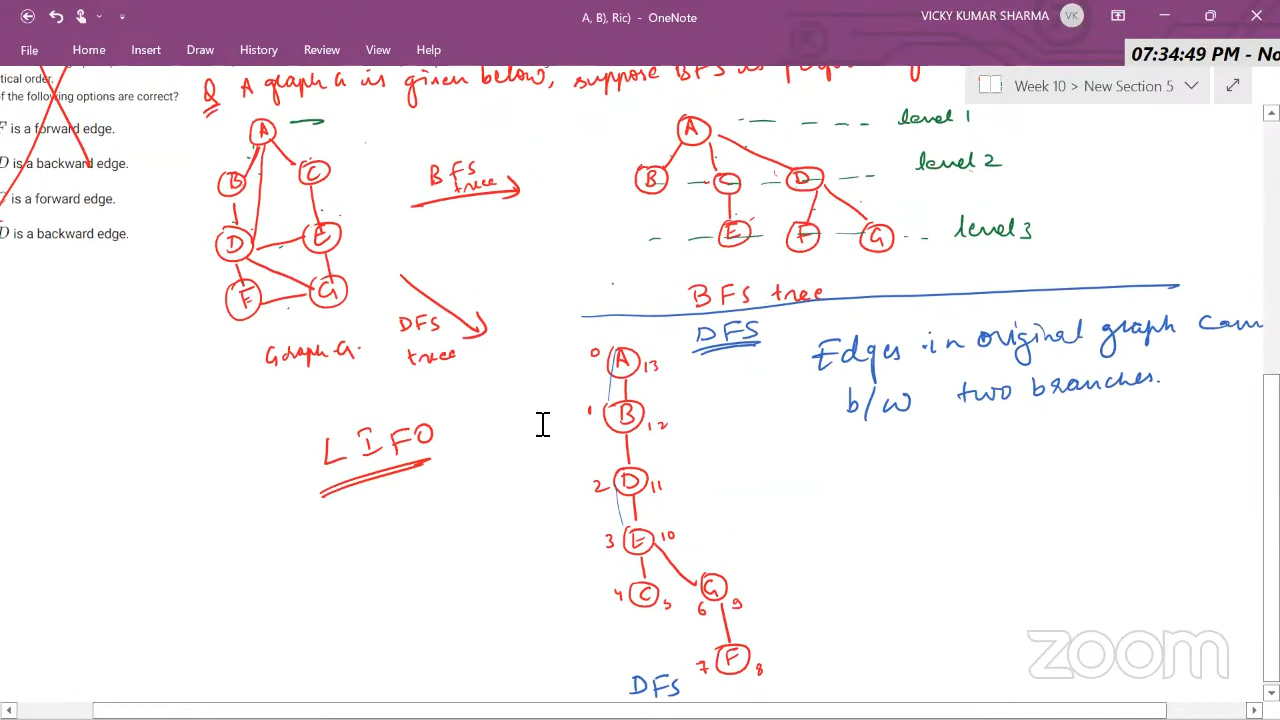 A, B), Ric) - OneNote
VICKY KUMAR SHARMA
VK
File Home Insert Draw History Review View Help
07:34:49 PM - No
Week 10 > New Section 5
tical order.
of the following options are correct?
F is a forward edge.
D is a backward edge.
is a forward edge.
D is a backward edge.
Q A graph G is given below, suppose BFS is
A
B C
D E
F G
Graph G.
BFS
tree
DFS
tree
LIFO
A level 1
B C D level 2
E F G level 3
BFS tree
DFS
Edges in original graph can
b/w two branches.
0 A 13
1 B 12
2 D 11
3 E 10
4 C 5
6 G 9
7 F 8
DFS
zoom